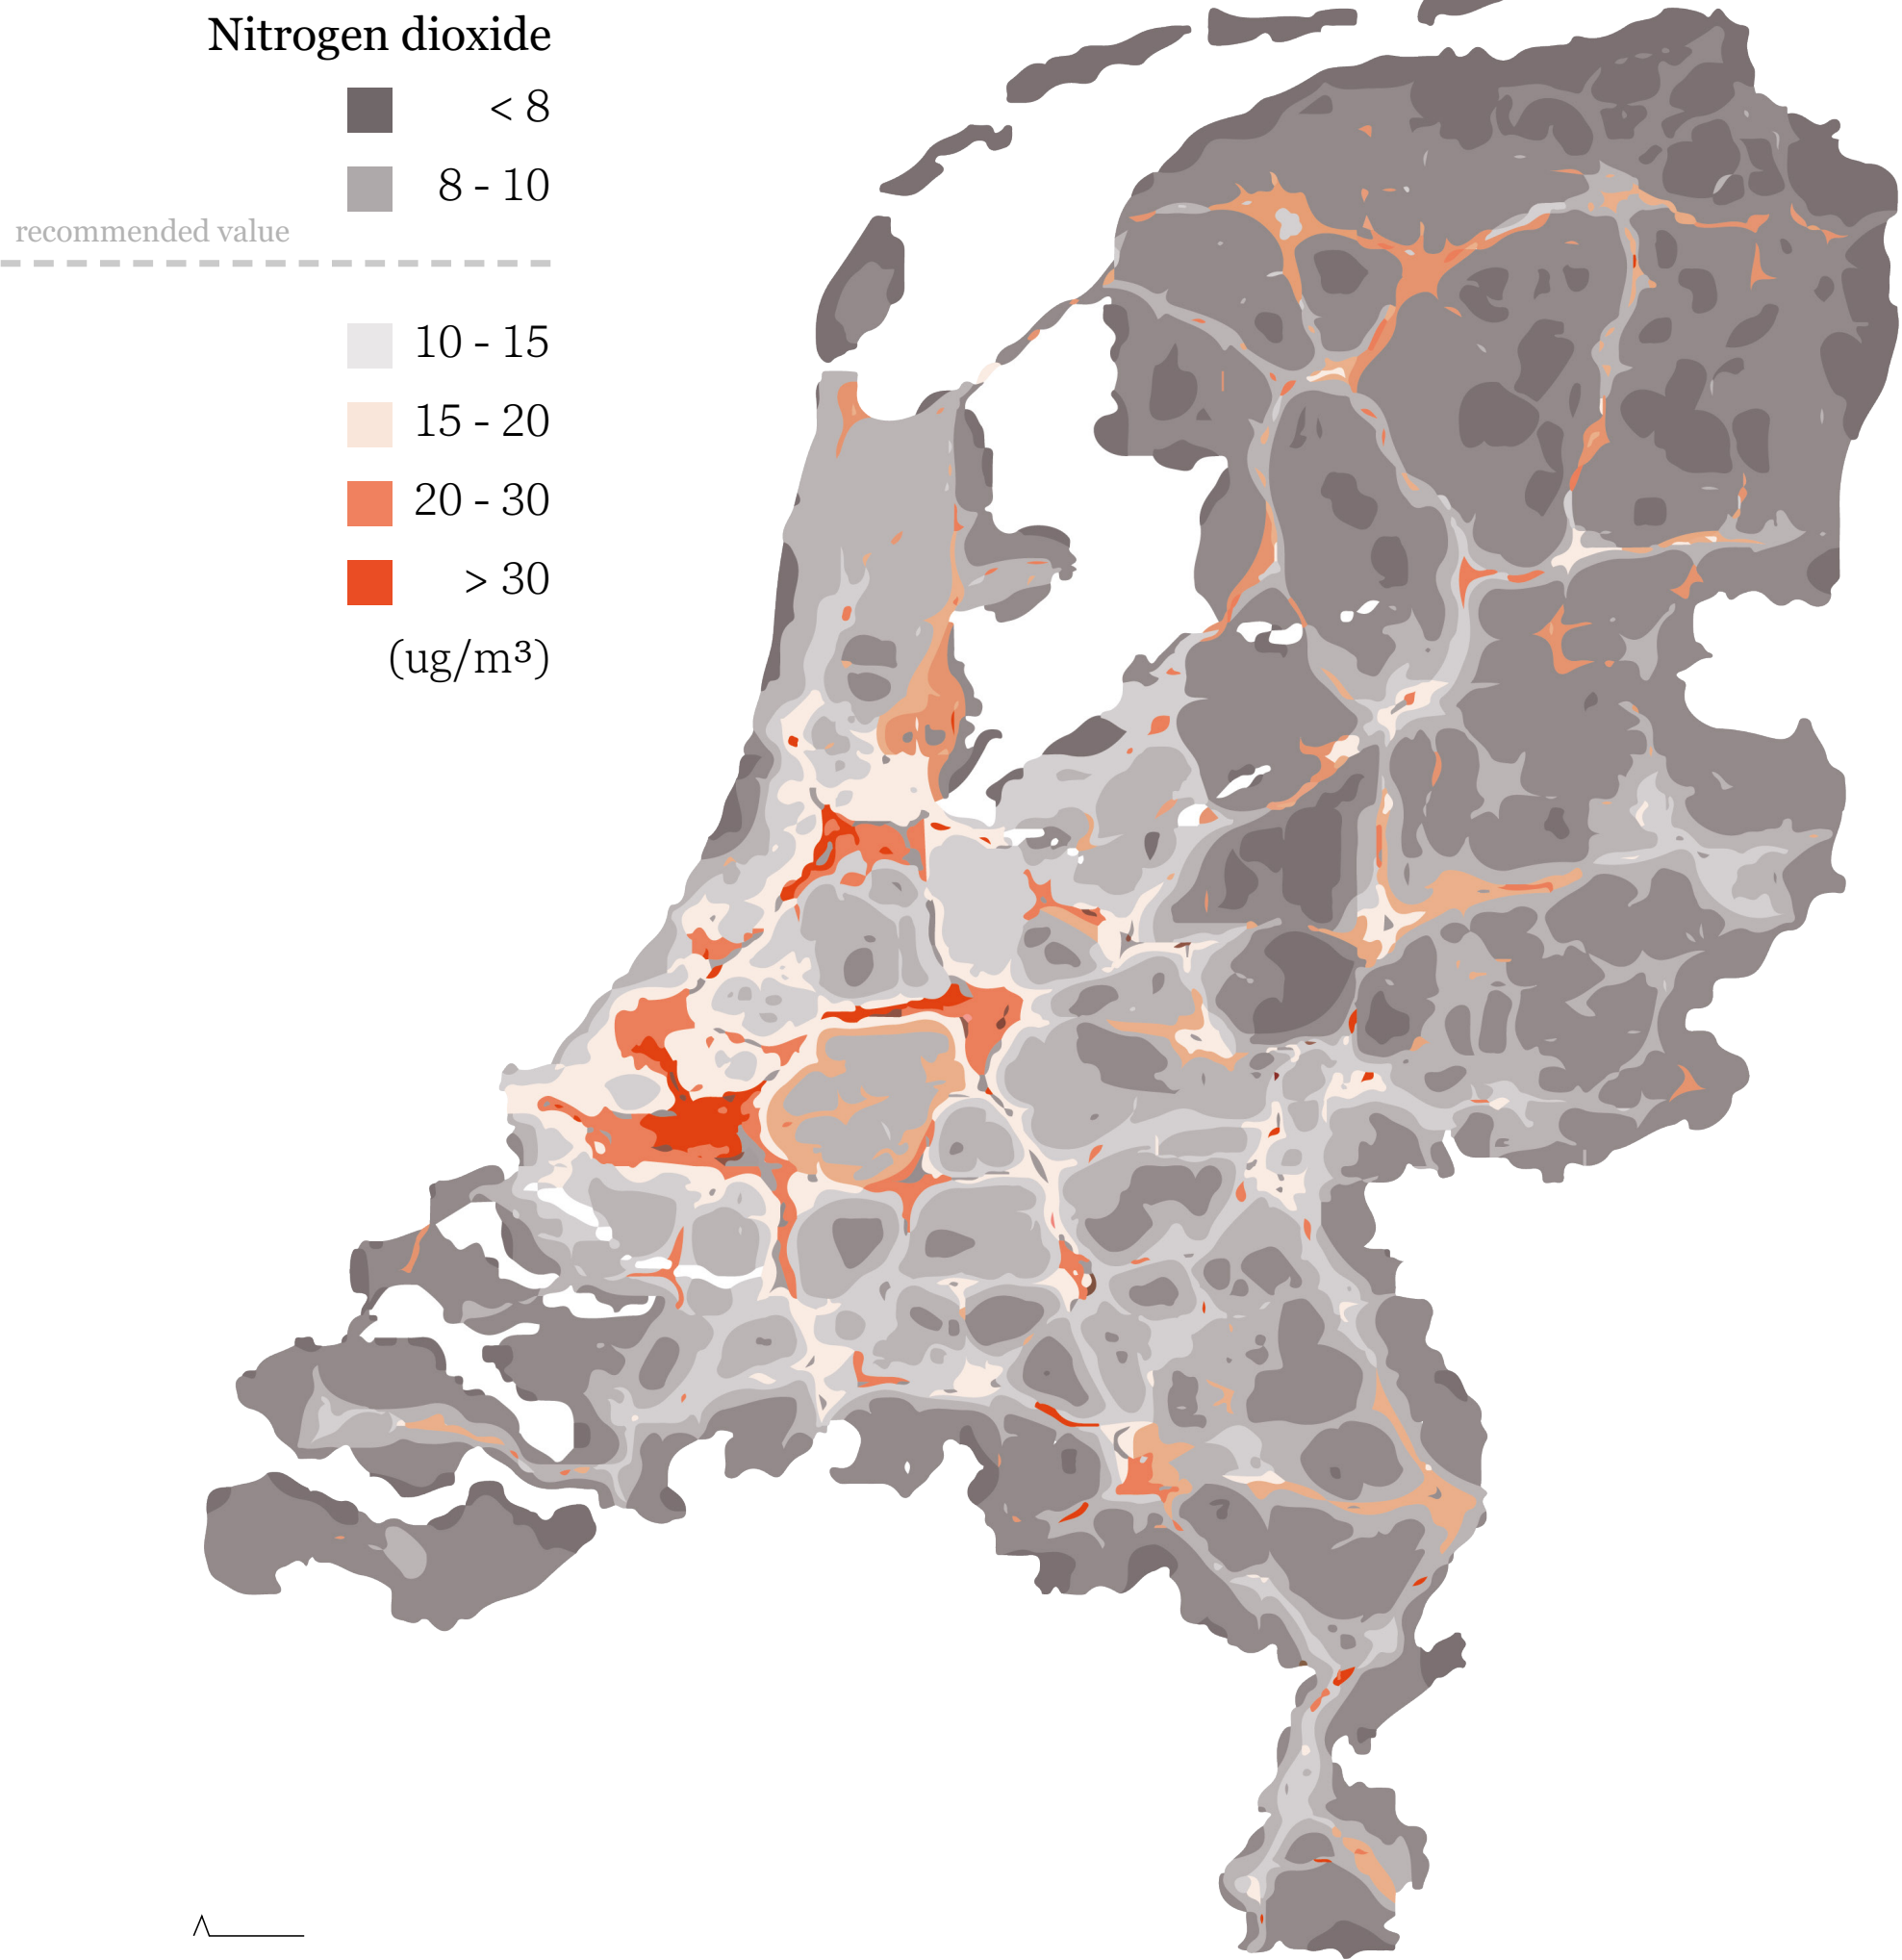 Nitrogen dioxide
< 8
8 - 10
recommended value
10 - 15
15 - 20
20 - 30
> 30
(ug/m³)